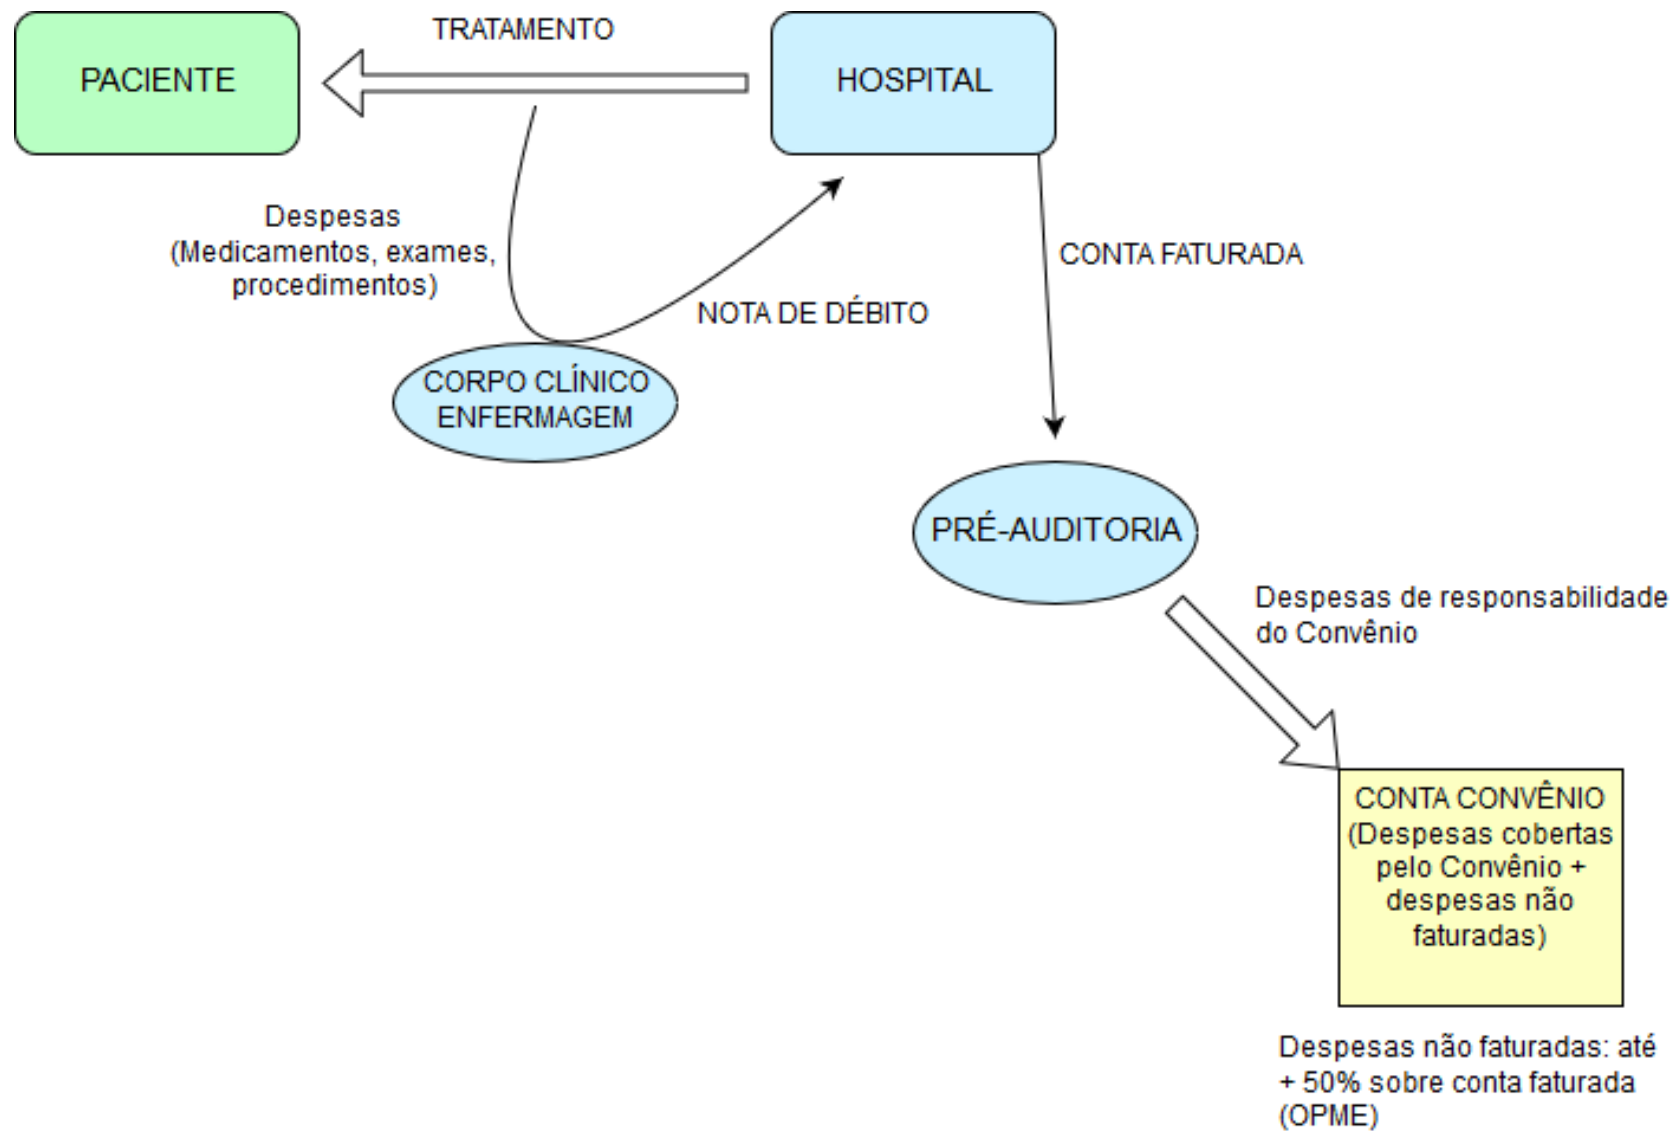 TRATAMENTO
PACIENTE
HOSPITAL
Despesas
(Medicamentos, exames,
procedimentos)
CONTA FATURADA
NOTA DE DÉBITO
CORPO CLÍNICO
ENFERMAGEM
PRÉ-AUDITORIA
Despesas de responsabilidade
do Convênio
CONTA CONVÊNIO
(Despesas cobertas
pelo Convênio +
despesas não
faturadas)
Despesas não faturadas: até
+ 50% sobre conta faturada
(OPME)